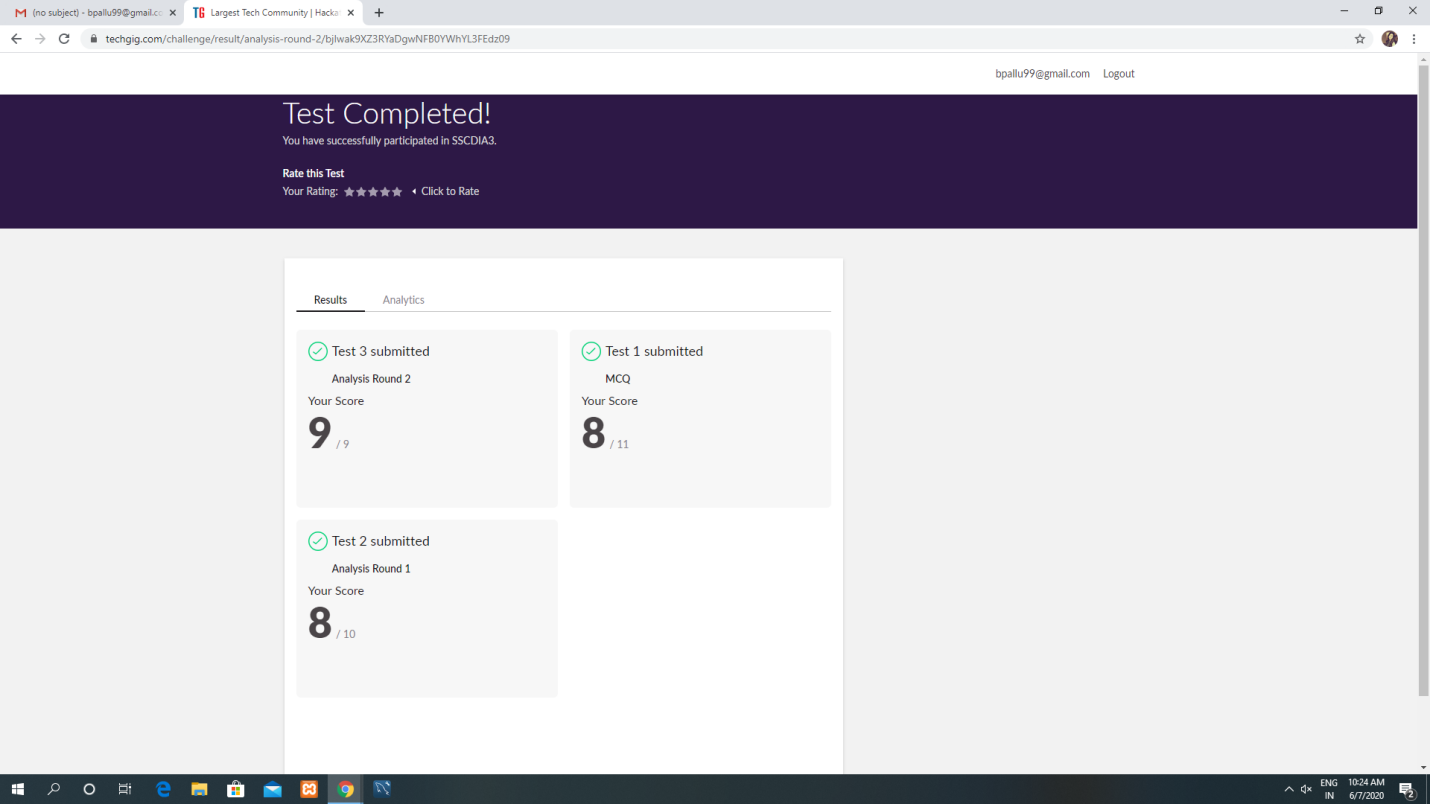 (no subject) - bpallu99@gmail.co
Largest Tech Community | Hacka
techgig.com/challenge/result/analysis-round-2/bjlwak9XZ3RYaDgwNFB0YWhYL3FEdz09
bpallu99@gmail.com Logout
Test Completed!
You have successfully participated in SSCDIA3.
Rate this Test
Your Rating: Click to Rate
Results Analytics
Test 3 submitted
Analysis Round 2
Your Score
9 / 9
Test 1 submitted
MCQ
Your Score
8 / 11
Test 2 submitted
Analysis Round 1
Your Score
8 / 10
ENG
IN
10:24 AM
6/7/2020
2